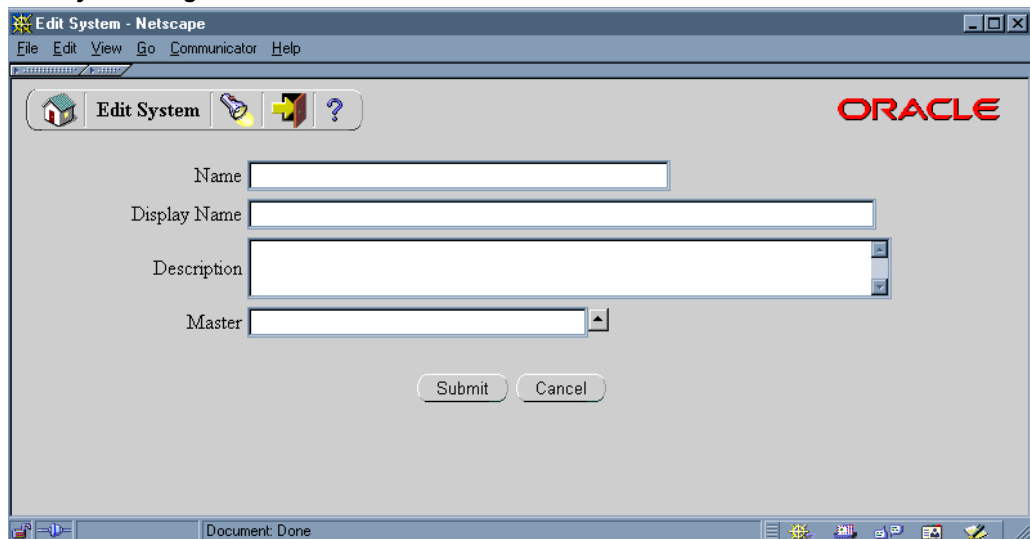 Edit System - Netscape
File Edit View Go Communicator Help
Edit System ?
ORACLE
Name
Display Name
Description
Master
Submit Cancel
Document: Done